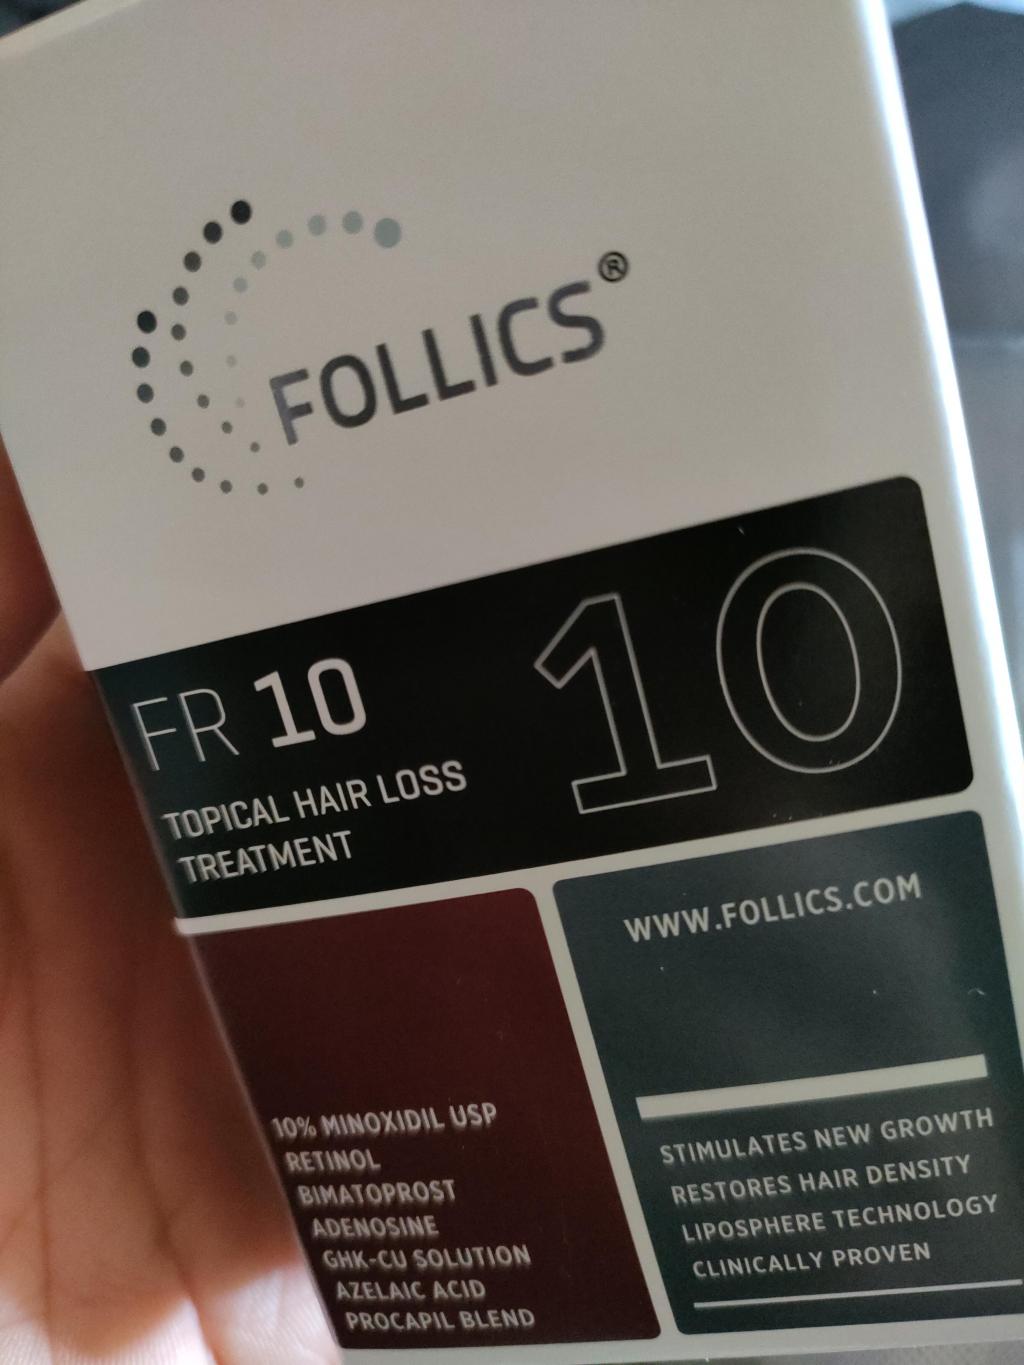 FOLLICS®
FR 10
10
TOPICAL HAIR LOSS
TREATMENT
10% MINOXIDIL USP
RETINOL
BIMATOPROST
ADENOSINE
GHK-CU SOLUTION
AZELAIC ACID
PROCAPIL BLEND
WWW.FOLLICS.COM
STIMULATES NEW GROWTH
RESTORES HAIR DENSITY
LIPOSPHERE TECHNOLOGY
CLINICALLY PROVEN